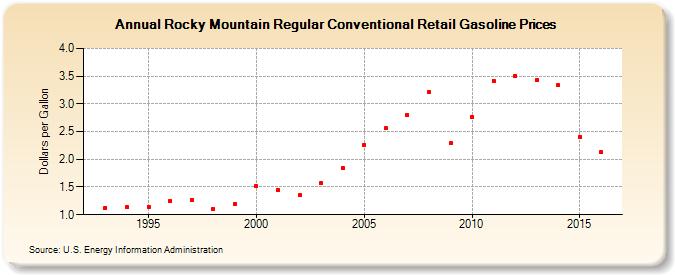 Annual Rocky Mountain Regular Conventional Retail Gasoline Prices
Dollars per Gallon
4.0
3.5
3.0
2.5
2.0
1.5
1.0
1995 2000 2005 2010 2015
Source: U.S. Energy Information Administration